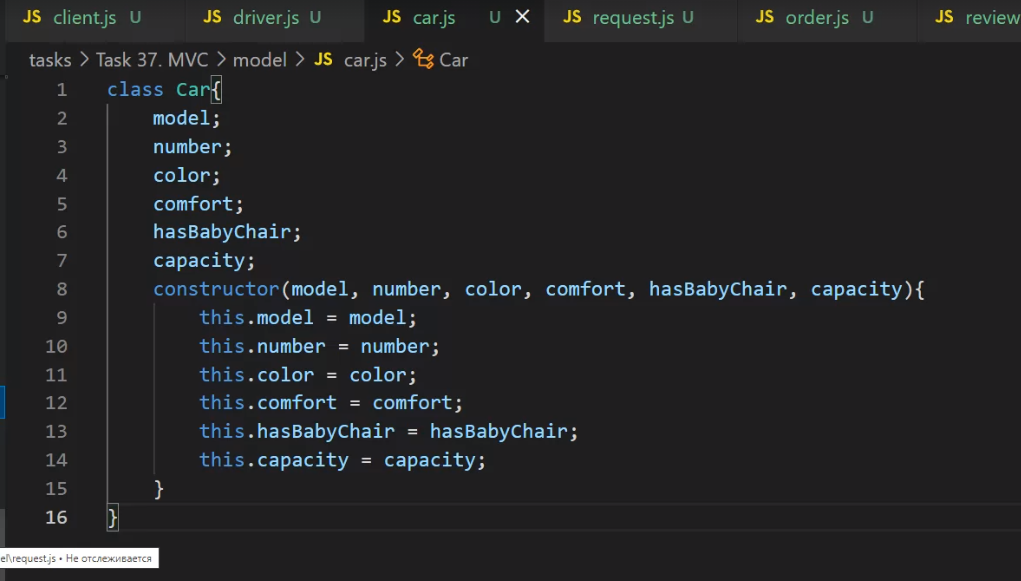 JS client.js U JS driver.js U JS car.js U JS request.js U JS order.js U JS review
tasks > Task 37. MVC > model > JS car.js > Car
1 class Car{
2 model;
3 number;
4 color;
5 comfort;
6 hasBabyChair;
7 capacity;
8 constructor(model, number, color, comfort, hasBabyChair, capacity){
9 this.model = model;
10 this.number = number;
11 this.color = color;
12 this.comfort = comfort;
13 this.hasBabyChair = hasBabyChair;
14 this.capacity = capacity;
15 }
16 }
el\request.js • Не отслеживается